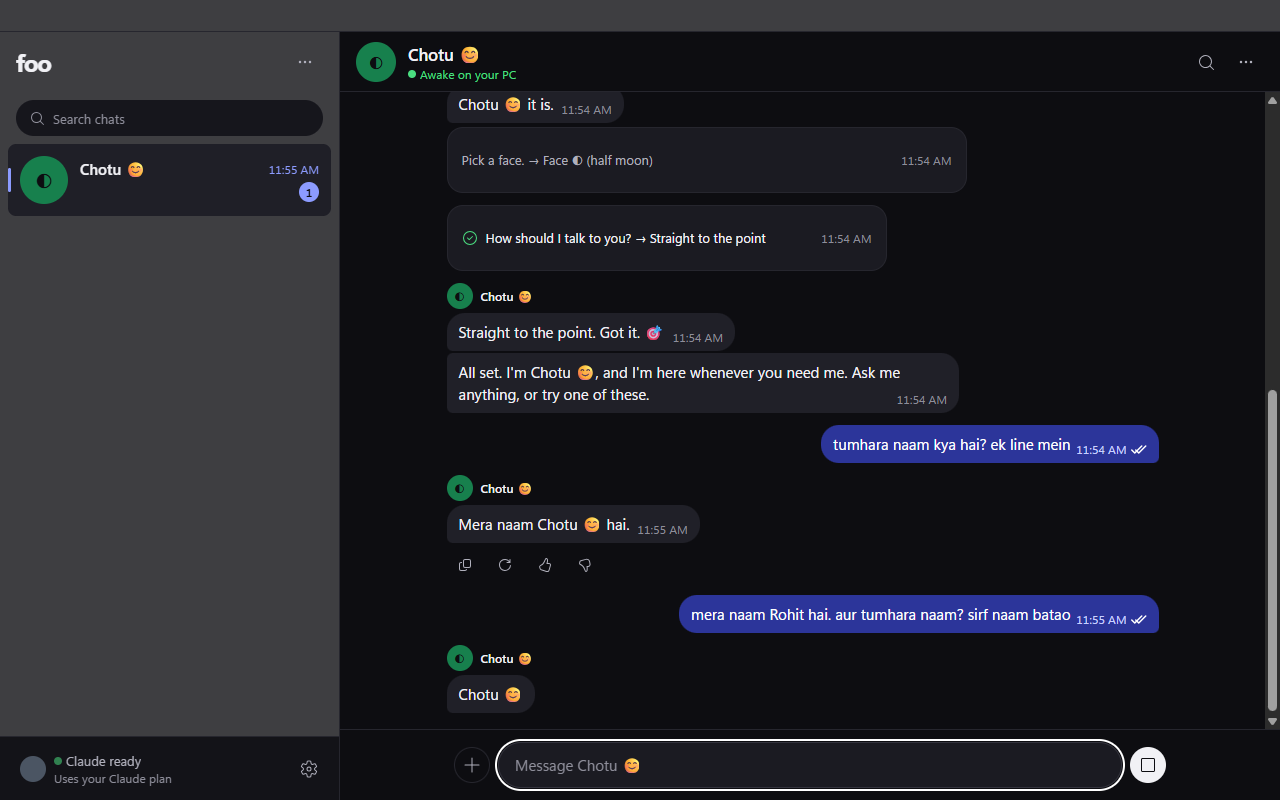 foo
Search chats
Chotu 😊
11:55 AM
1
Claude ready
Uses your Claude plan
Chotu 😊
Awake on your PC
Chotu 😊 it is. 11:54 AM
Pick a face. → Face ◐ (half moon) 11:54 AM
How should I talk to you? → Straight to the point 11:54 AM
Chotu 😊
Straight to the point. Got it. 🎯 11:54 AM
All set. I'm Chotu 😊, and I'm here whenever you need me. Ask me
anything, or try one of these. 11:54 AM
tumhara naam kya hai? ek line mein 11:54 AM
Chotu 😊
Mera naam Chotu 😊 hai. 11:55 AM
mera naam Rohit hai. aur tumhara naam? sirf naam batao 11:55 AM
Chotu 😊
Chotu 😊
Message Chotu 😊